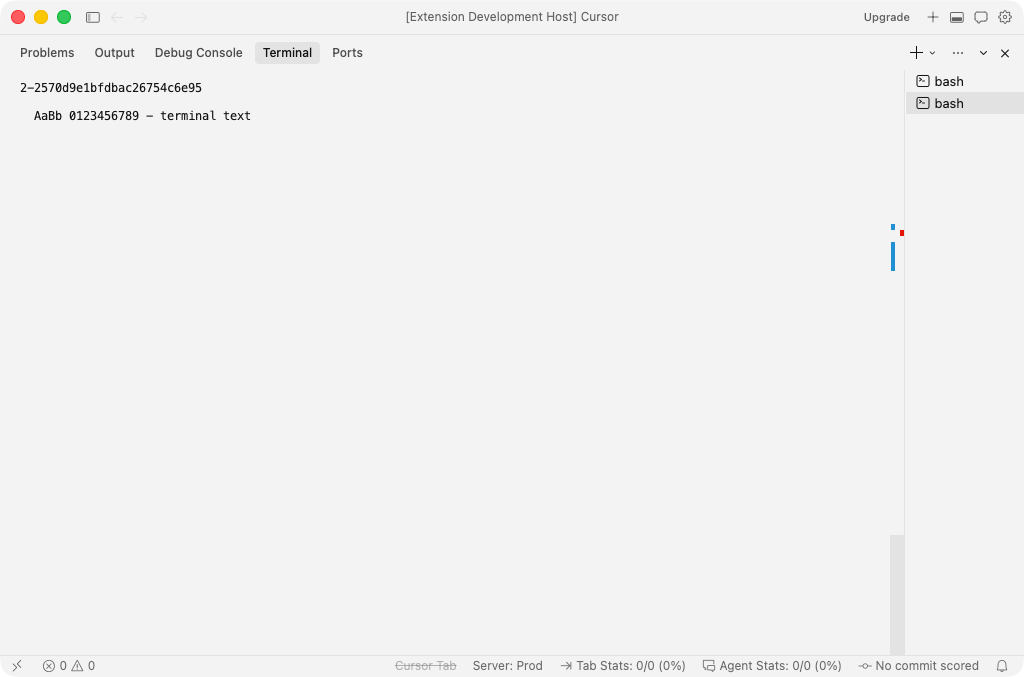 [Extension Development Host] Cursor
Upgrade
Problems Output Debug Console Terminal Ports
2-2570d9e1bfdbac26754c6e95
AaBb 0123456789 - terminal text
bash
bash
0 0
Cursor Tab Server: Prod Tab Stats: 0/0 (0%) Agent Stats: 0/0 (0%) No commit scored